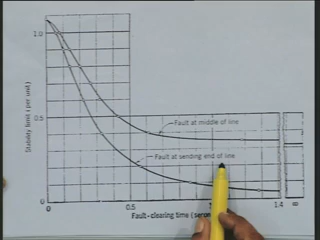 Stability limit (per unit)
1.0
0.5
0
Fault at middle of line
Fault at sending end of line
0.5
1.4
∞
Fault-clearing time